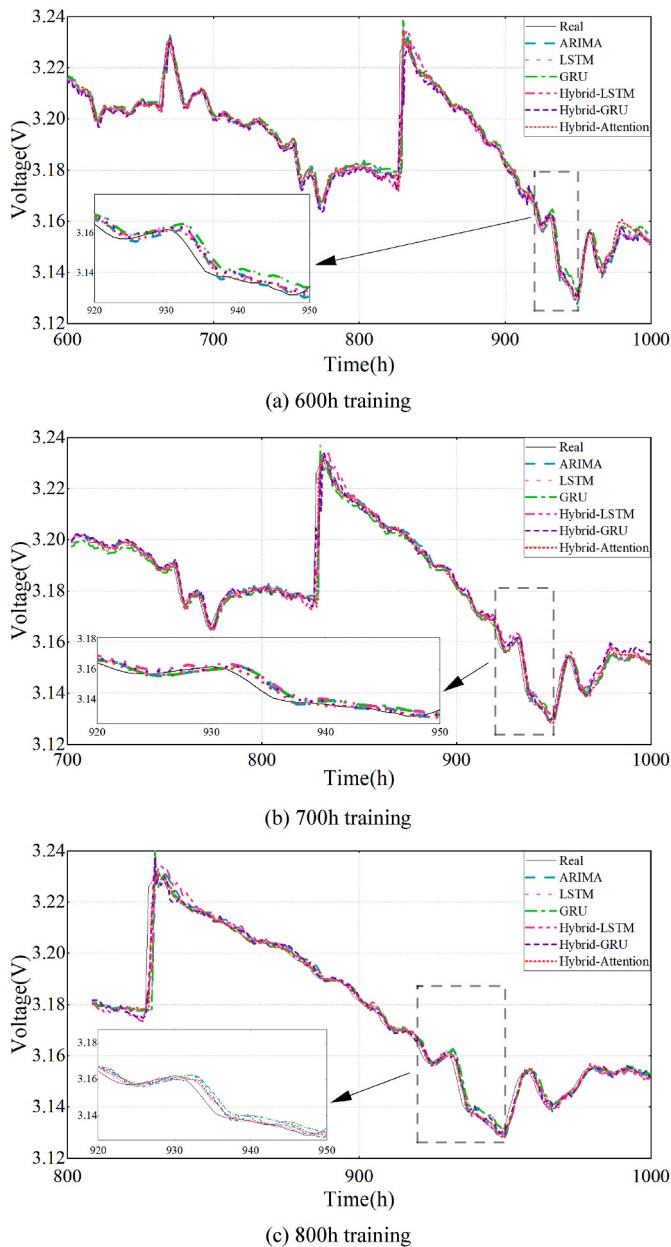 3.24
3.22
3.20
3.18
3.16
3.14
3.12
Voltage(V)
Real
ARIMA
LSTM
GRU
Hybrid-LSTM
Hybrid-GRU
Hybrid-Attention
3.16
3.14
920 930 940 950
600 700 800 900 1000
Time(h)
(a) 600h training
3.24
3.22
3.20
3.18
3.16
3.14
3.12
Voltage(V)
Real
ARIMA
LSTM
GRU
Hybrid-LSTM
Hybrid-GRU
Hybrid-Attention
3.18
3.16
3.14
920 930 940 950
700 800 900 1000
Time(h)
(b) 700h training
3.24
3.22
3.20
3.18
3.16
3.14
3.12
Voltage(V)
Real
ARIMA
LSTM
GRU
Hybrid-LSTM
Hybrid-GRU
Hybrid-Attention
3.18
3.16
3.14
920 930 940 950
800 900 1000
Time(h)
(c) 800h training